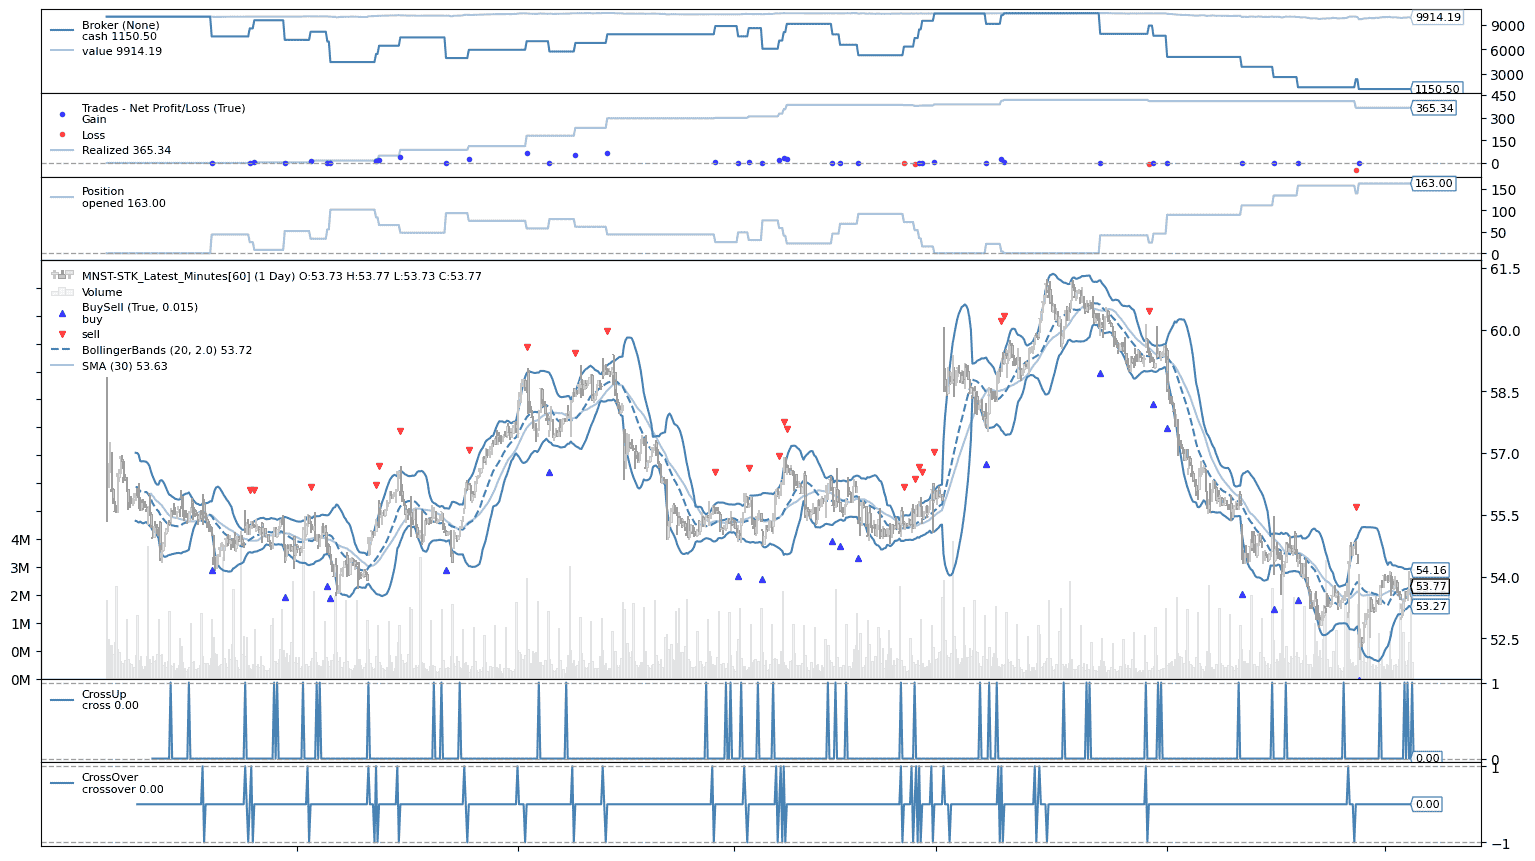 Broker (None)
cash 1150.50
value 9914.19
9914.19
9000
6000
3000
1150.50
Trades - Net Profit/Loss (True)
Gain
Loss
Realized 365.34
450
365.34
300
150
0
Position
opened 163.00
163.00
150
100
50
0
MNST-STK_Latest_Minutes[60] (1 Day) O:53.73 H:53.77 L:53.73 C:53.77
Volume
BuySell (True, 0.015)
buy
sell
BollingerBands (20, 2.0) 53.72
SMA (30) 53.63
61.5
60.0
58.5
57.0
55.5
54.0
52.5
54.16
53.77
53.27
4M
3M
2M
1M
0M
0M
CrossUp
cross 0.00
1
0.00
0
CrossOver
crossover 0.00
1
0.00
−1